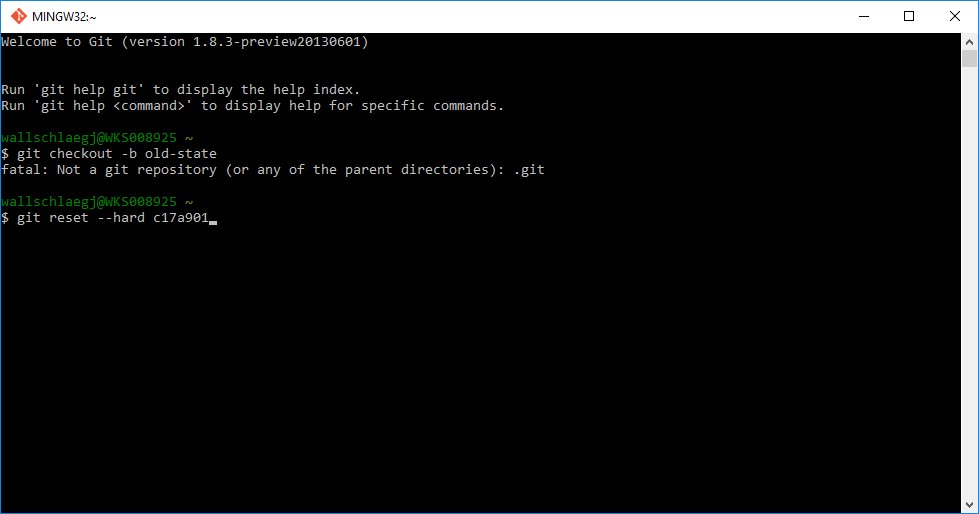 MINGW32:~
Welcome to Git (version 1.8.3-preview20130601)
Run 'git help git' to display the help index.
Run 'git help <command>' to display help for specific commands.
wallschlaegj@WKS008925 ~
$ git checkout -b old-state
fatal: Not a git repository (or any of the parent directories): .git
wallschlaegj@WKS008925 ~
$ git reset --hard c17a901